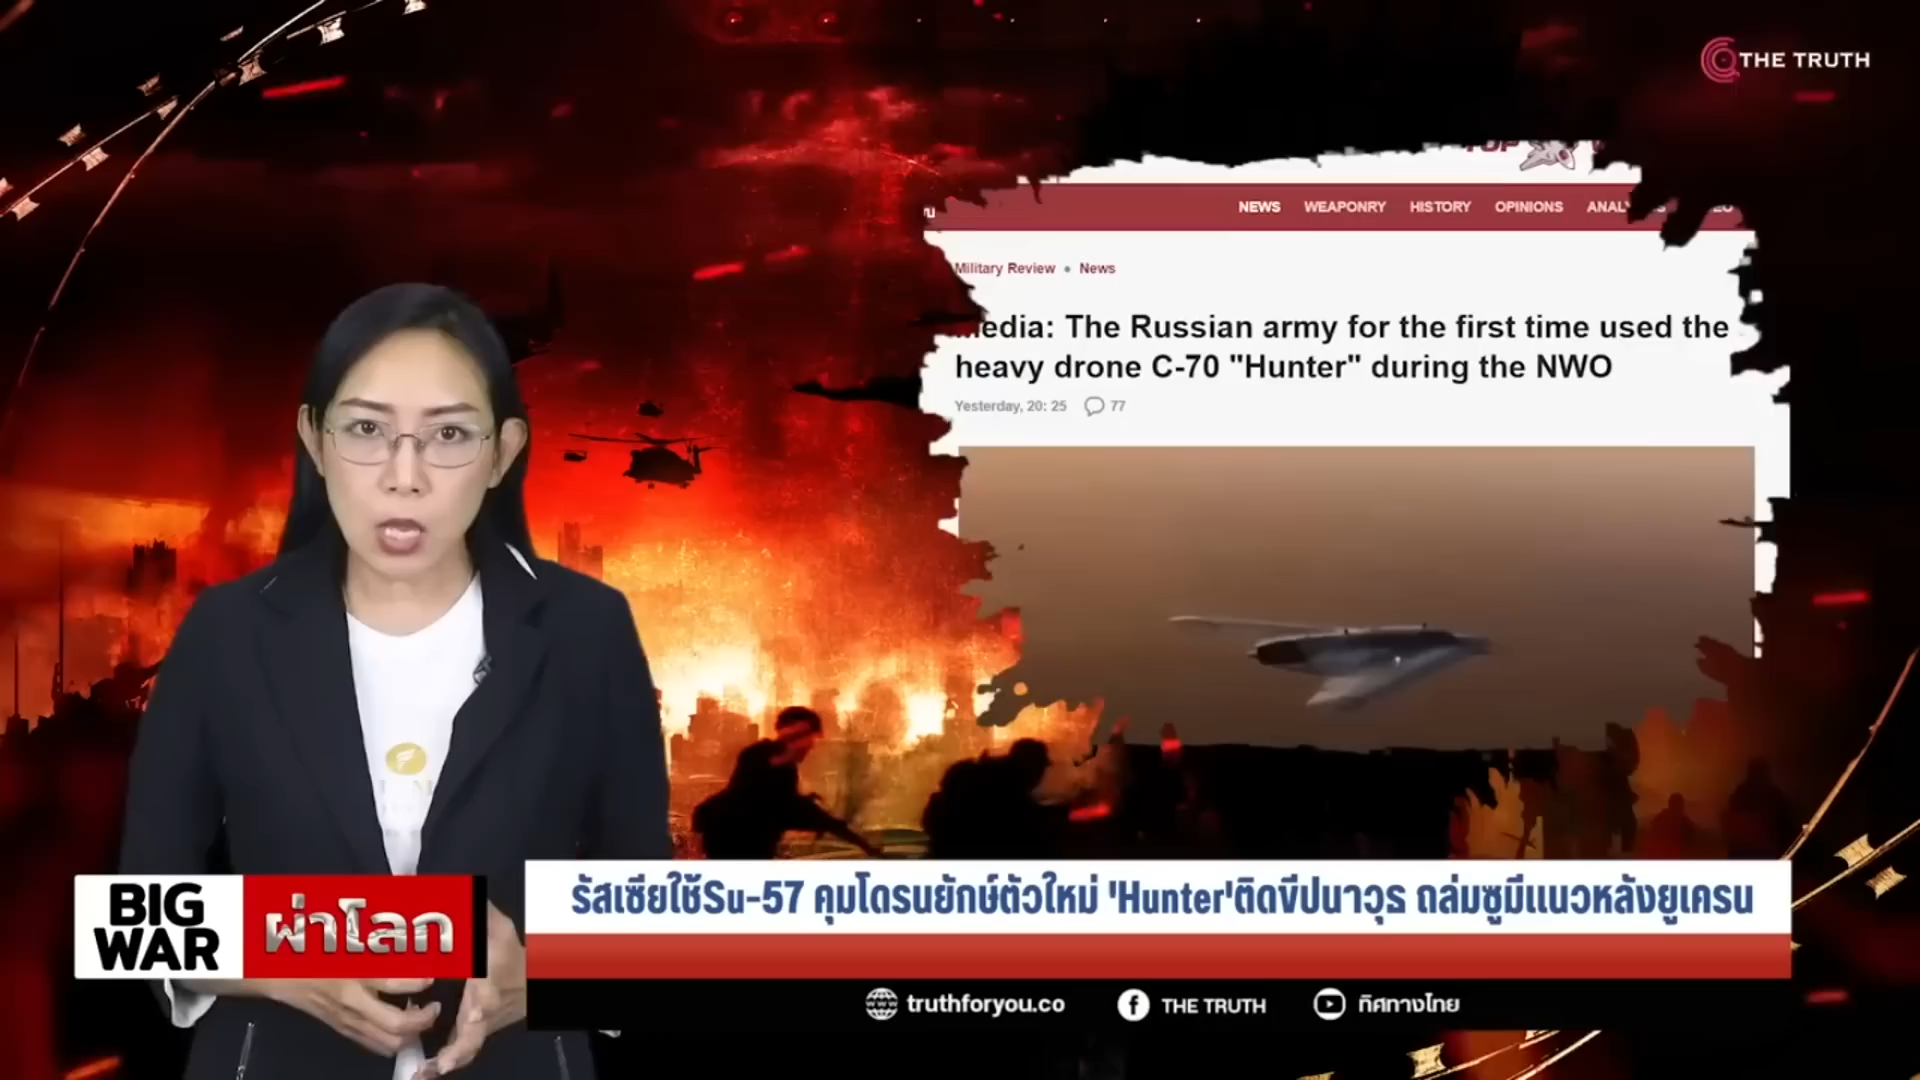 THE TRUTH
TOP
NEWS WEAPONRY HISTORY OPINIONS
Military Review • News
The Russian army for the first time used the
heavy drone C-70 "Hunter" during the NWO
Yesterday, 20: 25 77
BIG
WAR
ผ่าโลก
รัสเซียใช้Su-57 คุมโดรนยักษ์ตัวใหม่ 'Hunter'ติดขีปนาวุธ ถล่มซูมีแนวหลังยูเครน
truthforyou.co THE TRUTH ทิศทางไทย